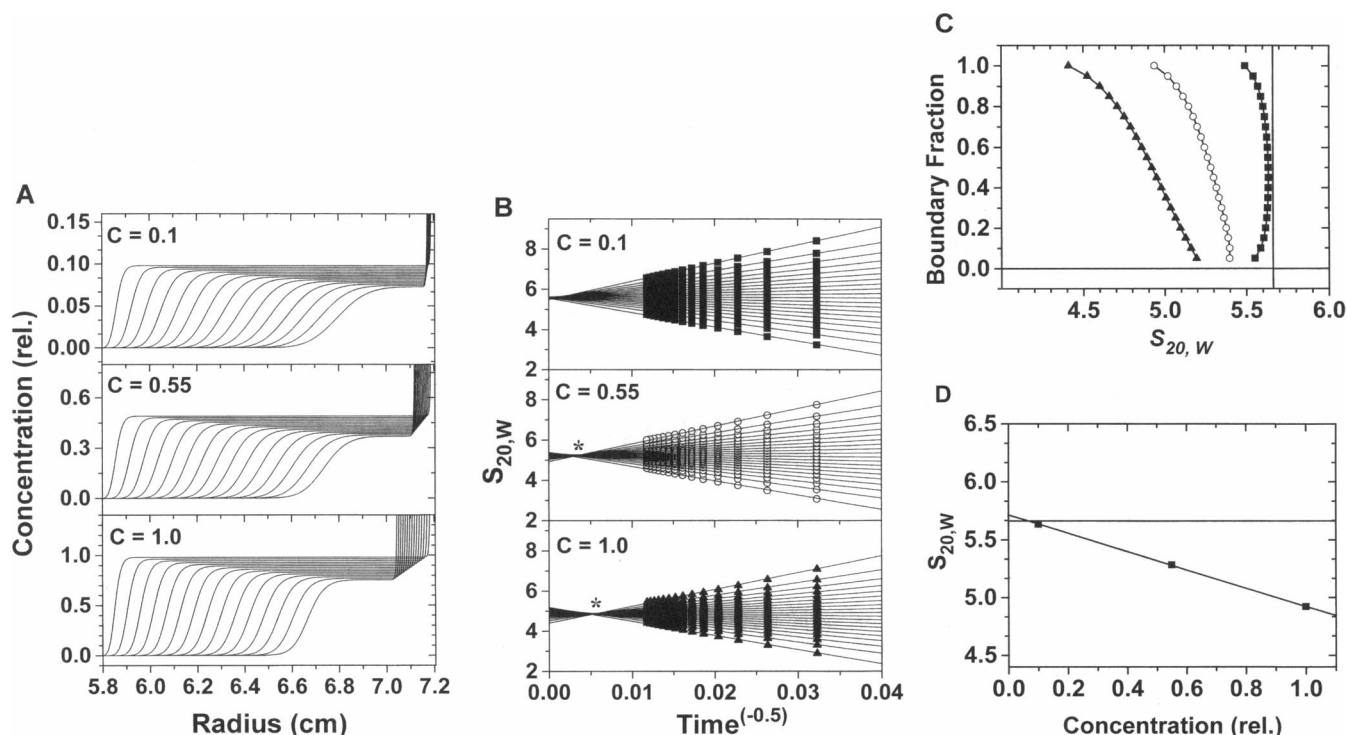 A
C = 0.1
0.15
0.10
0.05
0.00
C = 0.55
0.6
0.3
0.0
C = 1.0
1.0
0.5
0.0
5.8 6.0 6.2 6.4 6.6 6.8 7.0 7.2
Concentration (rel.)
Radius (cm)
B
C = 0.1
8
6
4
2
C = 0.55
8
6
4
2
*
C = 1.0
8
6
4
2
*
0.00 0.01 0.02 0.03 0.04
S20,W
Time(-0.5)
C
1.0
0.8
0.6
0.4
0.2
0.0
4.5 5.0 5.5 6.0
Boundary Fraction
S20, W
D
6.5
6.0
5.5
5.0
4.5
0.0 0.2 0.4 0.6 0.8 1.0
S20,W
Concentration (rel.)